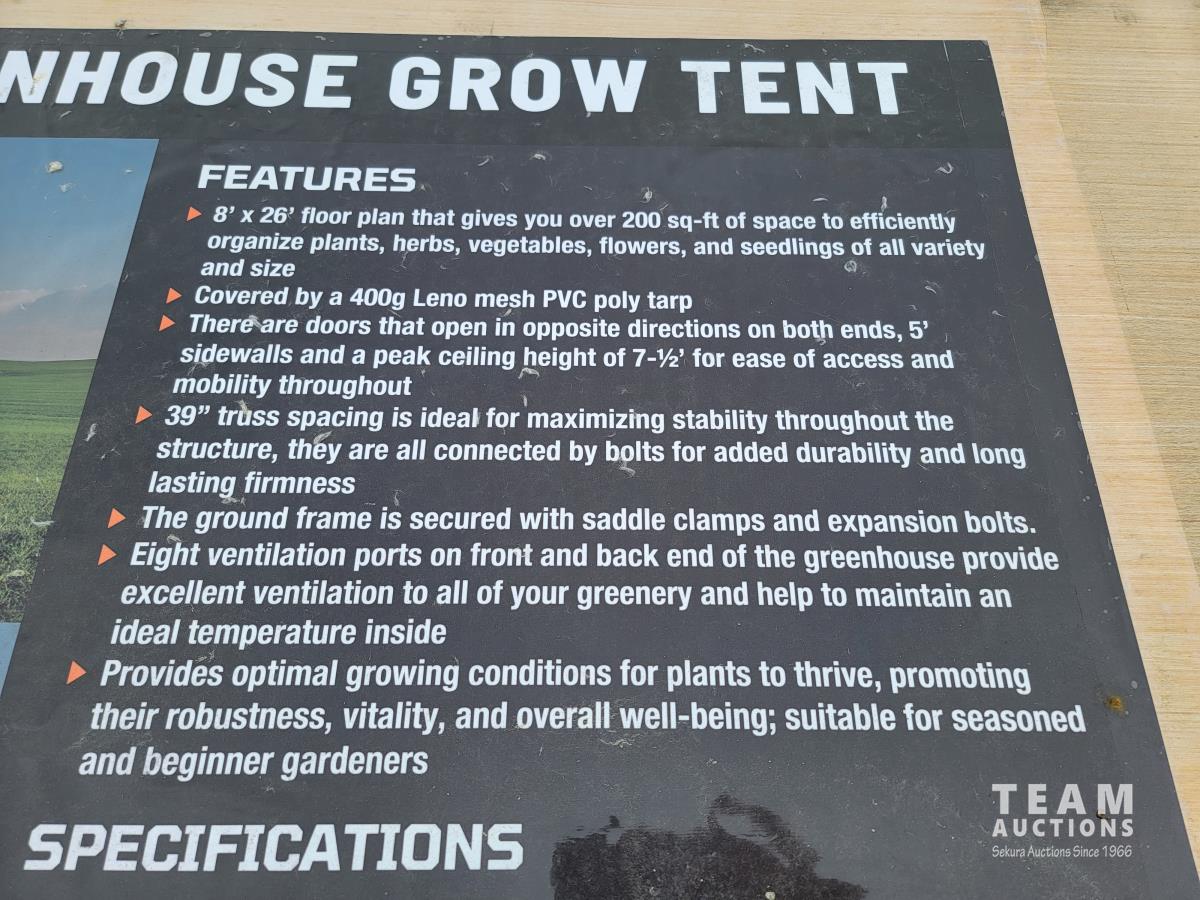 NHOUSE GROW TENT
FEATURES
8’ x 26’ floor plan that gives you over 200 sq-ft of space to efficiently
organize plants, herbs, vegetables, flowers, and seedlings of all variety
and size
Covered by a 400g Leno mesh PVC poly tarp
There are doors that open in opposite directions on both ends, 5’
sidewalls and a peak ceiling height of 7-½’ for ease of access and
mobility throughout
39” truss spacing is ideal for maximizing stability throughout the
structure, they are all connected by bolts for added durability and long
lasting firmness
The ground frame is secured with saddle clamps and expansion bolts.
Eight ventilation ports on front and back end of the greenhouse provide
excellent ventilation to all of your greenery and help to maintain an
ideal temperature inside
Provides optimal growing conditions for plants to thrive, promoting
their robustness, vitality, and overall well-being; suitable for seasoned
and beginner gardeners
SPECIFICATIONS
TEAM
AUCTIONS
Sekura Auctions Since 1966